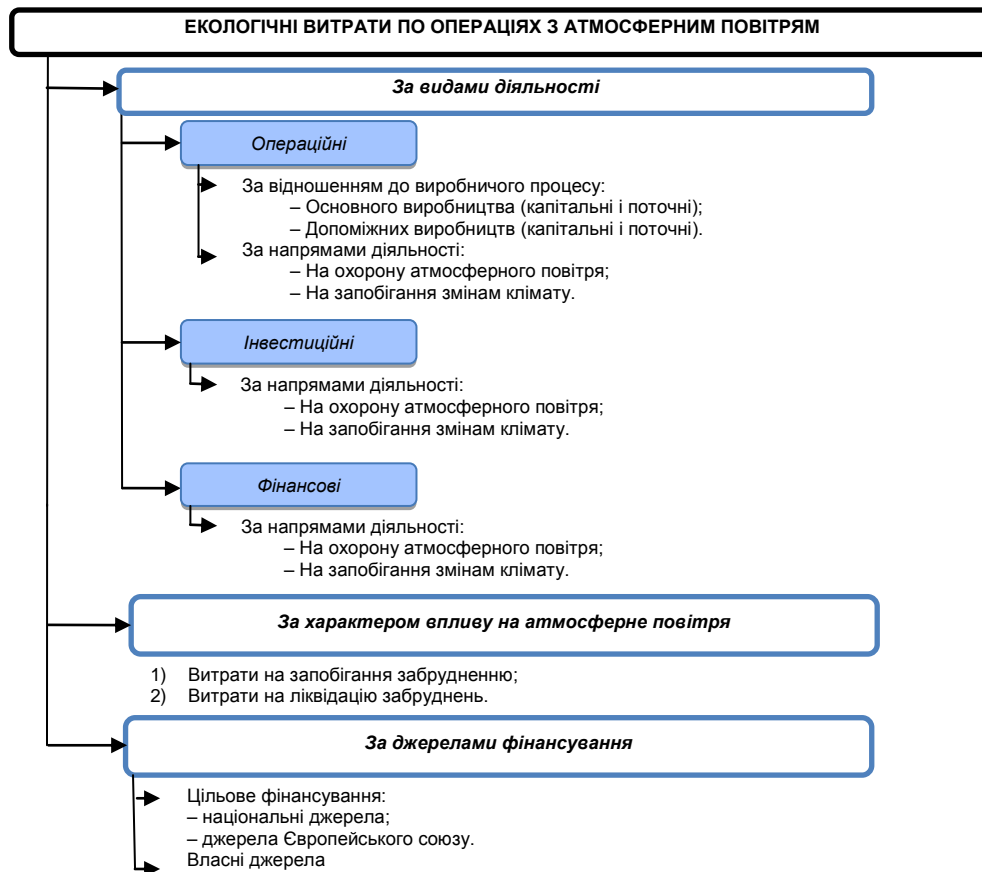 ЕКОЛОГІЧНІ ВИТРАТИ ПО ОПЕРАЦІЯХ З АТМОСФЕРНИМ ПОВІТРЯМ
За видами діяльності
Операційні
За відношенням до виробничого процесу:
– Основного виробництва (капітальні і поточні);
– Допоміжних виробництв (капітальні і поточні).
За напрямами діяльності:
– На охорону атмосферного повітря;
– На запобігання змінам клімату.
Інвестиційні
За напрямами діяльності:
– На охорону атмосферного повітря;
– На запобігання змінам клімату.
Фінансові
За напрямами діяльності:
– На охорону атмосферного повітря;
– На запобігання змінам клімату.
За характером впливу на атмосферне повітря
1) Витрати на запобігання забрудненню;
2) Витрати на ліквідацію забруднень.
За джерелами фінансування
Цільове фінансування:
– національні джерела;
– джерела Європейського союзу.
Власні джерела